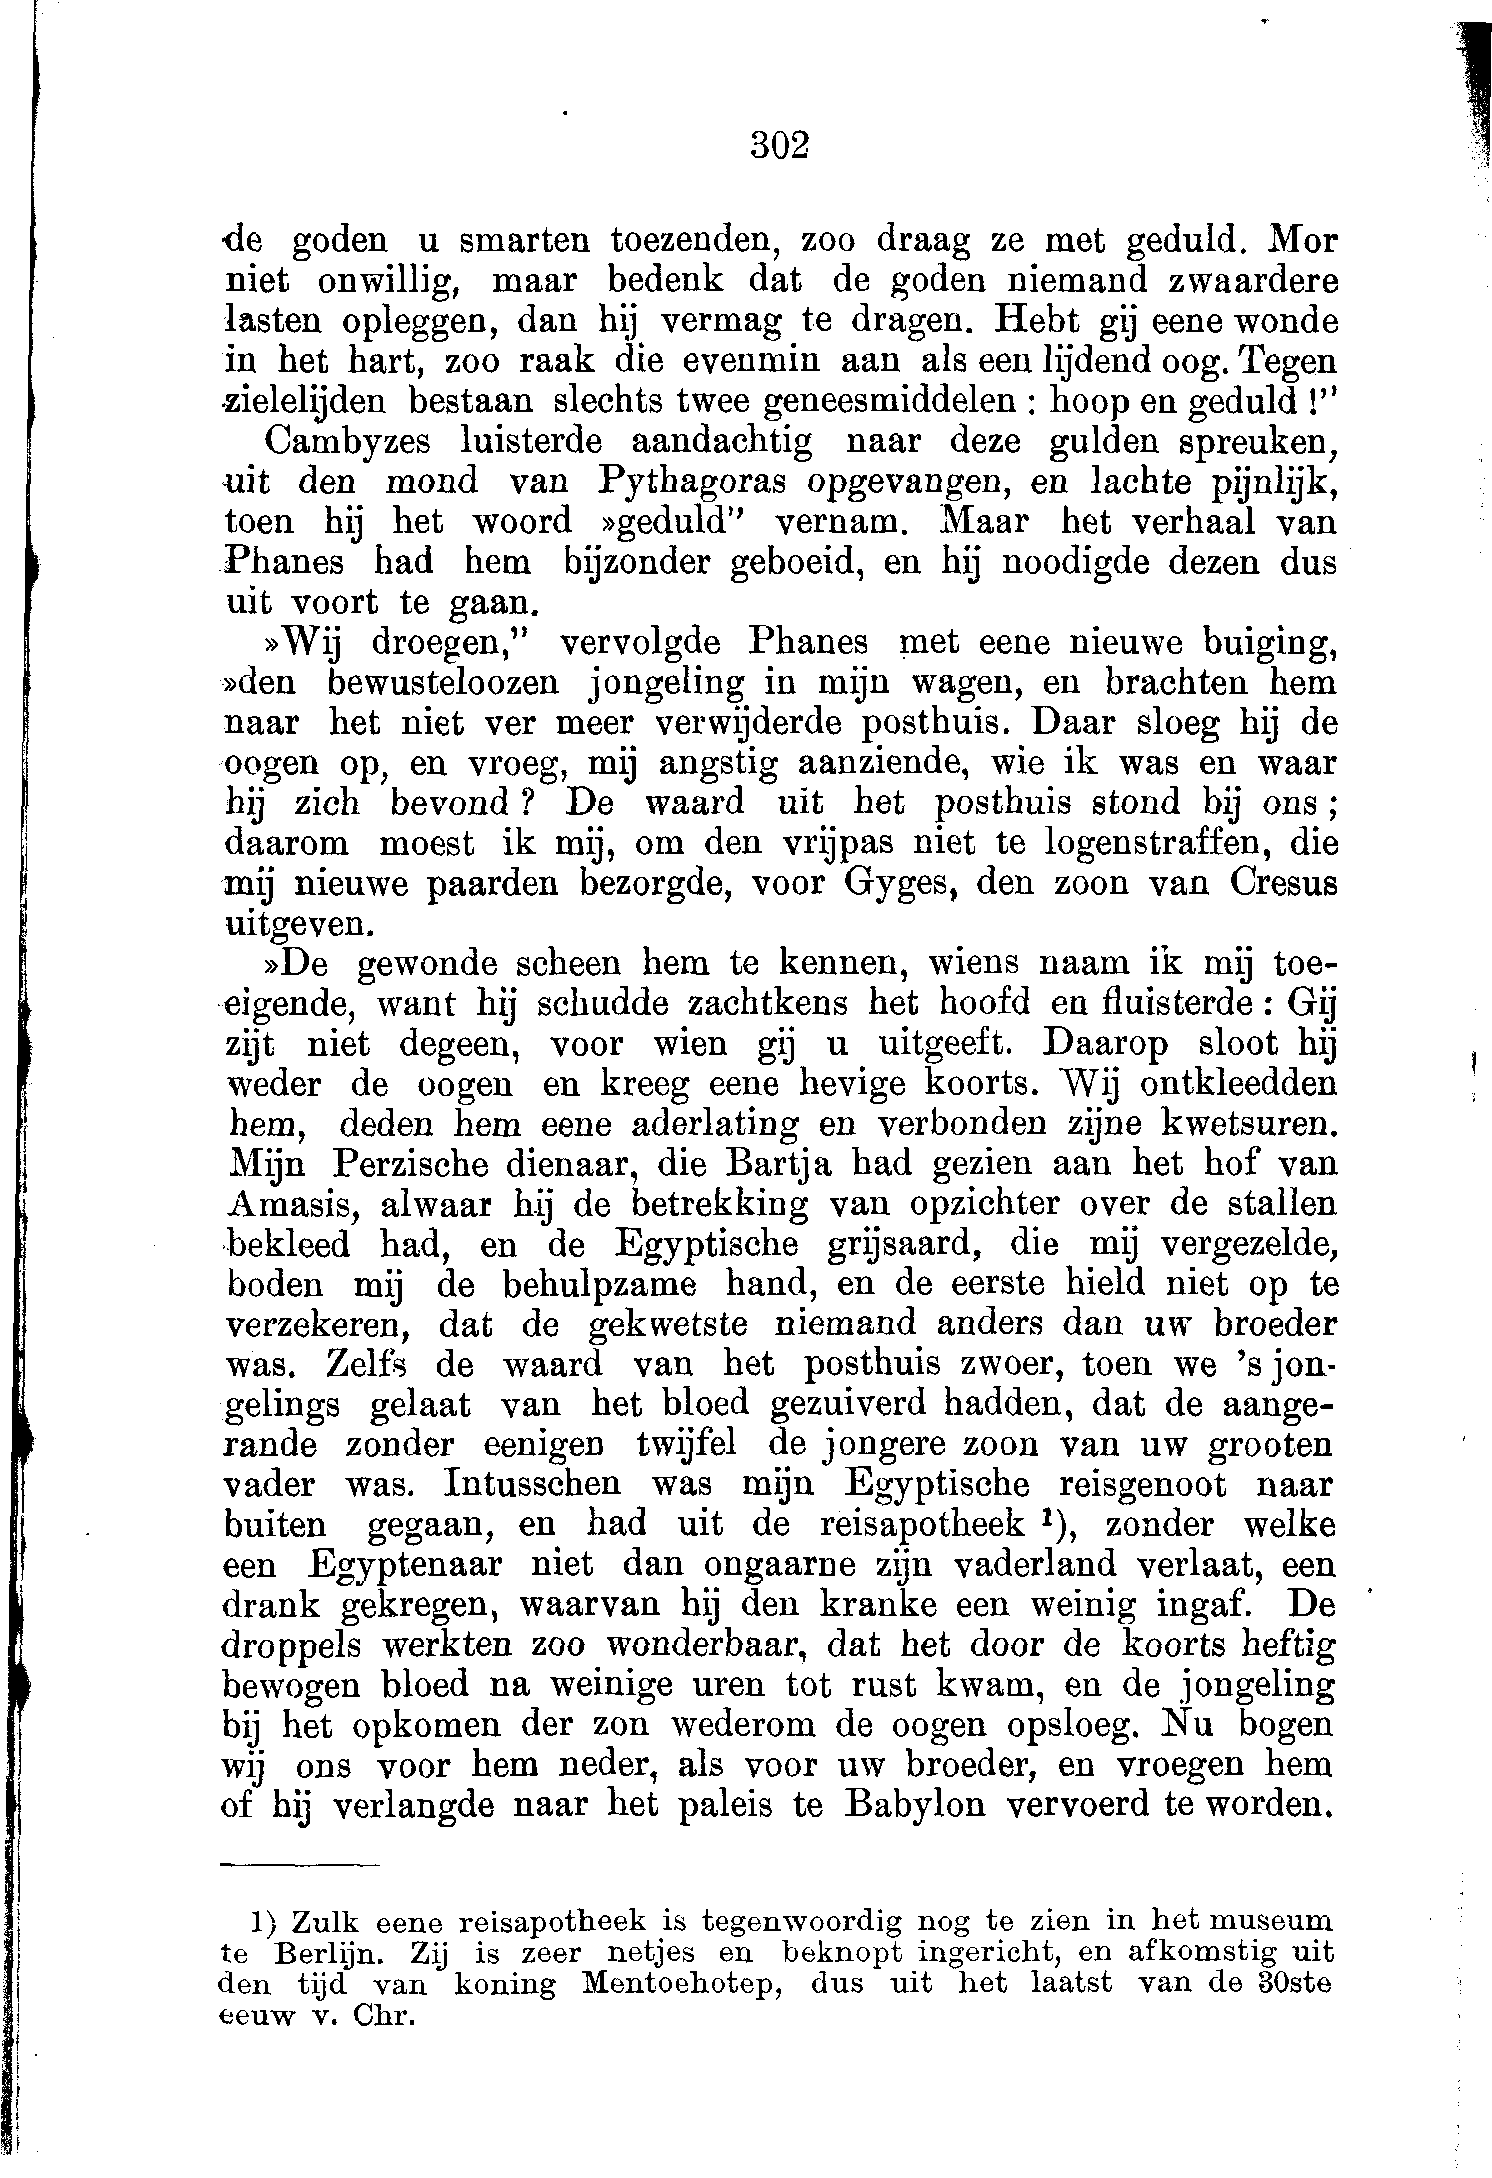 302
de goden u smarten toezenden, zoo draag ze met geduld. Mor
niet onwillig, maar bedenk dat de goden niemand zwaardere
lasten opleggen, dan hij vermag te dragen. Hebt gij eene wonde
in het hart, zoo raak die evenmin aan als een lijdend oog. Tegen
zielelijden bestaan slechts twee geneesmiddelen : hoop en geduld !”
Cambyzes luisterde aandachtig naar deze gulden spreuken,
uit den mond van Pythagoras opgevangen, en lachte pijnlijk,
toen hij het woord »geduld” vernam. Maar het verhaal van
Phanes had hem bijzonder geboeid, en hij noodigde dezen dus
uit voort te gaan.
»Wij droegen,” vervolgde Phanes met eene nieuwe buiging,
»den bewusteloozen jongeling in mijn wagen, en brachten hem
naar het niet ver meer verwijderde posthuis. Daar sloeg hij de
oogen op, en vroeg, mij angstig aanziende, wie ik was en waar
hij zich bevond ? De waard uit het posthuis stond bij ons ;
daarom moest ik mij, om den vrijpas niet te logenstraffen, die
mij nieuwe paarden bezorgde, voor Gyges, den zoon van Cresus
uitgeven.
»De gewonde scheen hem te kennen, wiens naam ik mij toe-
eigende, want hij schudde zachtkens het hoofd en fluisterde : Gij
zijt niet degeen, voor wien gij u uitgeeft. Daarop sloot hij
weder de oogen en kreeg eene hevige koorts. Wij ontkleedden
hem, deden hem eene aderlating en verbonden zijne kwetsuren.
Mijn Perzische dienaar, die Bartja had gezien aan het hof van
Amasis, alwaar hij de betrekking van opzichter over de stallen
bekleed had, en de Egyptische grijsaard, die mij vergezelde,
boden mij de behulpzame hand, en de eerste hield niet op te
verzekeren, dat de gekwetste niemand anders dan uw broeder
was. Zelfs de waard van het posthuis zwoer, toen we ’s jon-
gelings gelaat van het bloed gezuiverd hadden, dat de aange-
rande zonder eenigen twijfel de jongere zoon van uw grooten
vader was. Intusschen was mijn Egyptische reisgenoot naar
buiten gegaan, en had uit de reisapotheek ¹), zonder welke
een Egyptenaar niet dan ongaarne zijn vaderland verlaat, een
drank gekregen, waarvan hij den kranke een weinig ingaf. De
droppels werkten zoo wonderbaar, dat het door de koorts heftig
bewogen bloed na weinige uren tot rust kwam, en de jongeling
bij het opkomen der zon wederom de oogen opsloeg. Nu bogen
wij ons voor hem neder, als voor uw broeder, en vroegen hem
of hij verlangde naar het paleis te Babylon vervoerd te worden.
1) Zulk eene reisapotheek is tegenwoordig nog te zien in het museum
te Berlijn. Zij is zeer netjes en beknopt ingericht, en afkomstig uit
den tijd van koning Mentoehotep, dus uit het laatst van de 30ste
eeuw v. Chr.